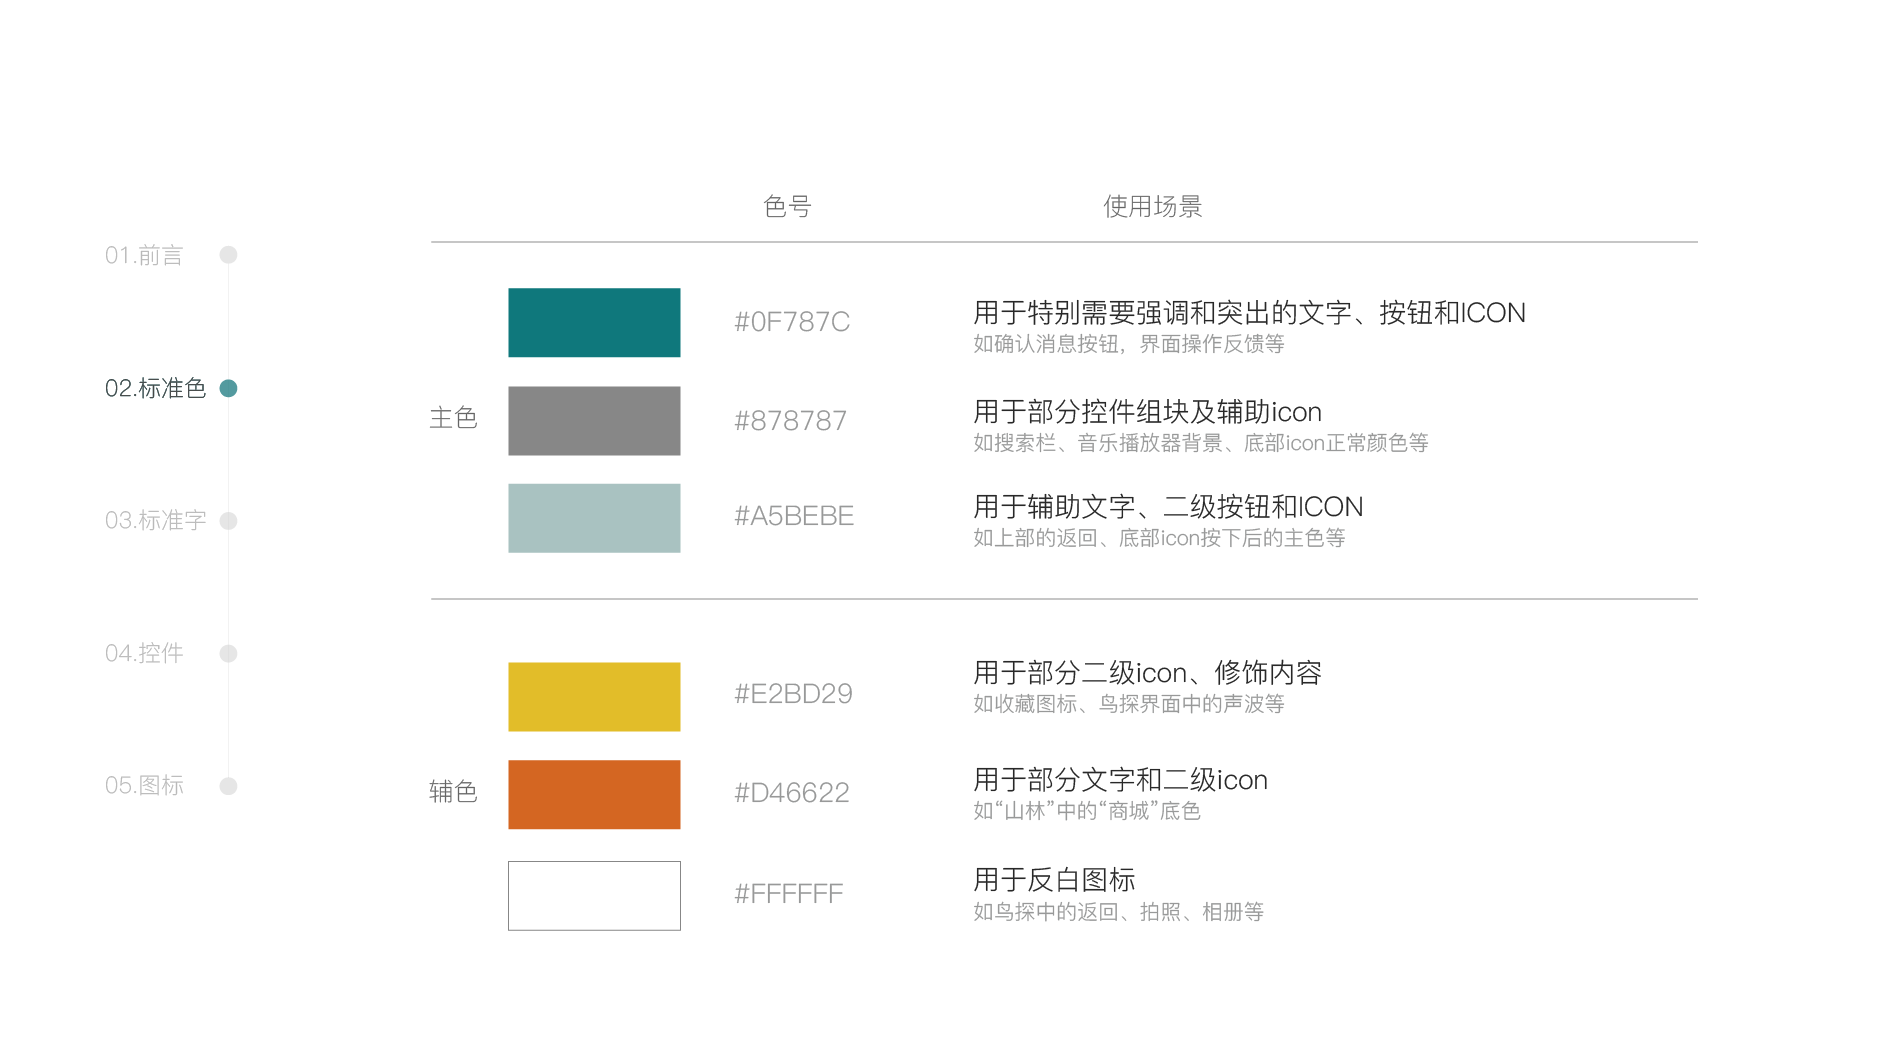 色号
使用场景
01.前言
02.标准色
03.标准字
04.控件
05.图标
主色
#0F787C
用于特别需要强调和突出的文字、按钮和ICON
如确认消息按钮，界面操作反馈等
#878787
用于部分控件组块及辅助icon
如搜索栏、音乐播放器背景、底部icon正常颜色等
#A5BEBE
用于辅助文字、二级按钮和ICON
如上部的返回、底部icon按下后的主色等
辅色
#E2BD29
用于部分二级icon、修饰内容
如收藏图标、鸟探界面中的声波等
#D46622
用于部分文字和二级icon
如“山林”中的“商城”底色
#FFFFFF
用于反白图标
如鸟探中的返回、拍照、相册等